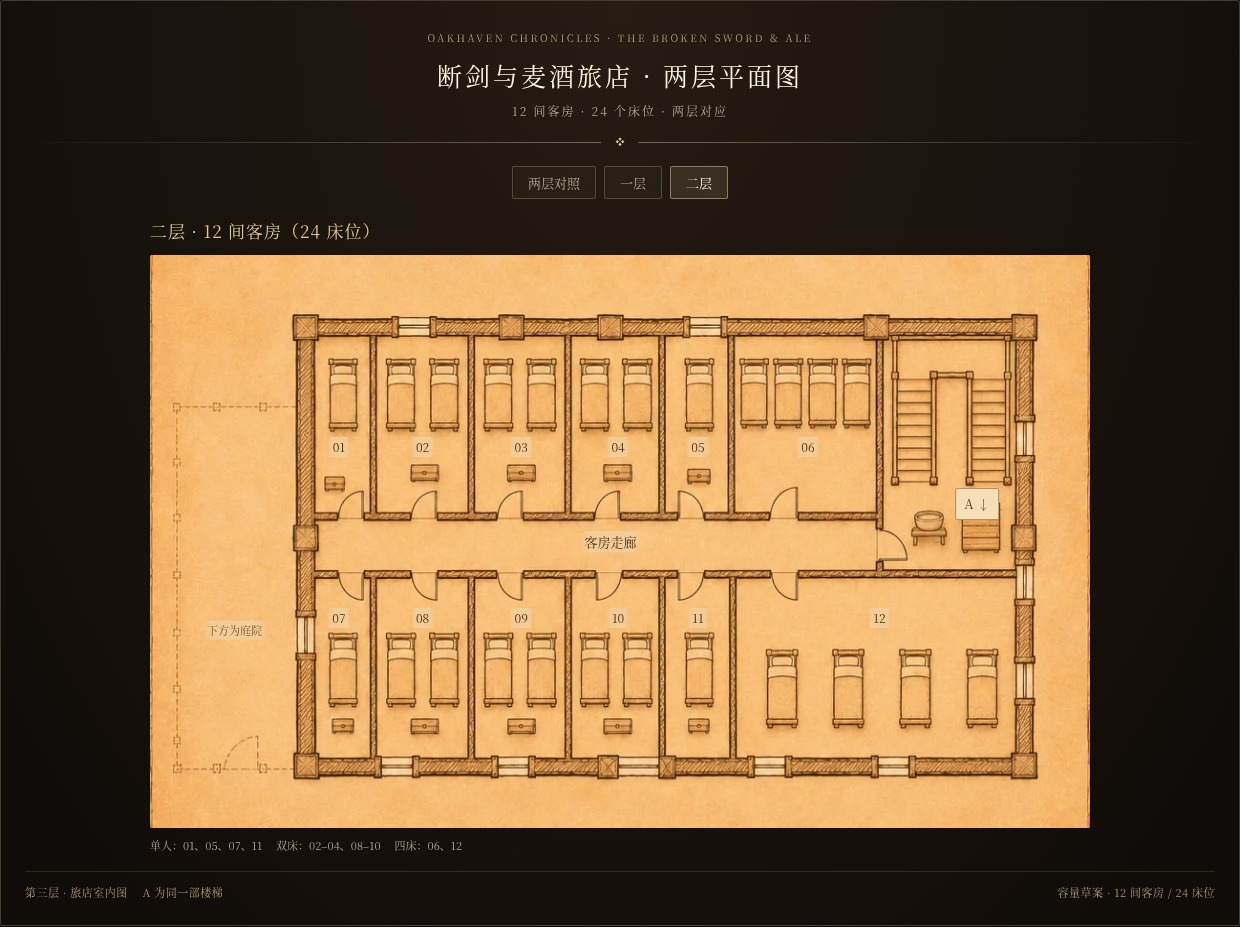 OAKHAVEN CHRONICLES · THE BROKEN SWORD & ALE
断剑与麦酒旅店 · 两层平面图
12 间客房 · 24 个床位 · 两层对应
两层对照 一层 二层
二层 · 12 间客房（24 床位）
01 02 03 04 05 06
A ↓
客房走廊
07 08 09 10 11 12
下方为庭院
单人：01、05、07、11 双床：02–04、08–10 四床：06、12
第三层 · 旅店室内图 A 为同一部楼梯
容量草案 · 12 间客房 / 24 床位